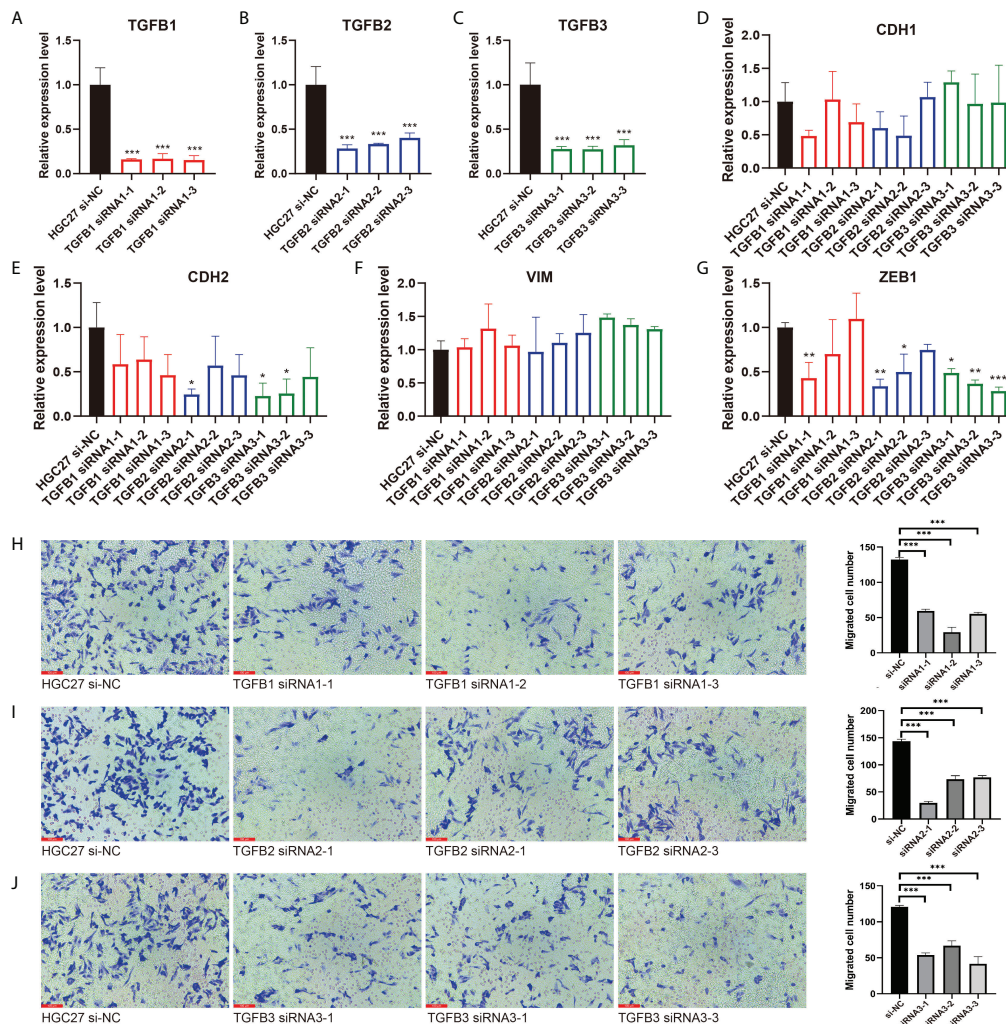 A
TGFB1
Relative expression level
1.5
1.0
0.5
0.0
***
***
***
HGC27 si-NC
TGFB1 siRNA1-1
TGFB1 siRNA1-2
TGFB1 siRNA1-3
B
TGFB2
Relative expression level
1.5
1.0
0.5
0.0
***
***
***
HGC27 si-NC
TGFB2 siRNA2-1
TGFB2 siRNA2-2
TGFB2 siRNA2-3
C
TGFB3
Relative expression level
1.5
1.0
0.5
0.0
***
***
***
HGC27 si-NC
TGFB3 siRNA3-1
TGFB3 siRNA3-2
TGFB3 siRNA3-3
D
CDH1
Relative expression level
2.0
1.5
1.0
0.5
0.0
HGC27 si-NC
TGFB1 siRNA1-1
TGFB1 siRNA1-2
TGFB1 siRNA1-3
TGFB2 siRNA2-1
TGFB2 siRNA2-2
TGFB2 siRNA2-3
TGFB3 siRNA3-1
TGFB3 siRNA3-2
TGFB3 siRNA3-3
E
CDH2
Relative expression level
1.5
1.0
0.5
0.0
*
*
*
HGC27 si-NC
TGFB1 siRNA1-1
TGFB1 siRNA1-2
TGFB1 siRNA1-3
TGFB2 siRNA2-1
TGFB2 siRNA2-2
TGFB2 siRNA2-3
TGFB3 siRNA3-1
TGFB3 siRNA3-2
TGFB3 siRNA3-3
F
VIM
Relative expression level
2.0
1.5
1.0
0.5
0.0
HGC27 si-NC
TGFB1 siRNA1-1
TGFB1 siRNA1-2
TGFB1 siRNA1-3
TGFB2 siRNA2-1
TGFB2 siRNA2-2
TGFB2 siRNA2-3
TGFB3 siRNA3-1
TGFB3 siRNA3-2
TGFB3 siRNA3-3
G
ZEB1
Relative expression level
1.5
1.0
0.5
0.0
**
**
*
*
**
***
HGC27 si-NC
TGFB1 siRNA1-1
TGFB1 siRNA1-2
TGFB1 siRNA1-3
TGFB2 siRNA2-1
TGFB2 siRNA2-2
TGFB2 siRNA2-3
TGFB3 siRNA3-1
TGFB3 siRNA3-2
TGFB3 siRNA3-3
H
HGC27 si-NC
TGFB1 siRNA1-1
TGFB1 siRNA1-2
TGFB1 siRNA1-3
Migrated cell number
150
100
50
0
***
***
***
si-NC
siRNA1-1
siRNA1-2
siRNA1-3
I
HGC27 si-NC
TGFB2 siRNA2-1
TGFB2 siRNA2-1
TGFB2 siRNA2-3
Migrated cell number
200
150
100
50
0
***
***
***
si-NC
siRNA2-1
siRNA2-2
siRNA2-3
J
HGC27 si-NC
TGFB3 siRNA3-1
TGFB3 siRNA3-1
TGFB3 siRNA3-3
Migrated cell number
150
100
50
0
***
***
***
si-NC
siRNA3-1
siRNA3-2
siRNA3-3